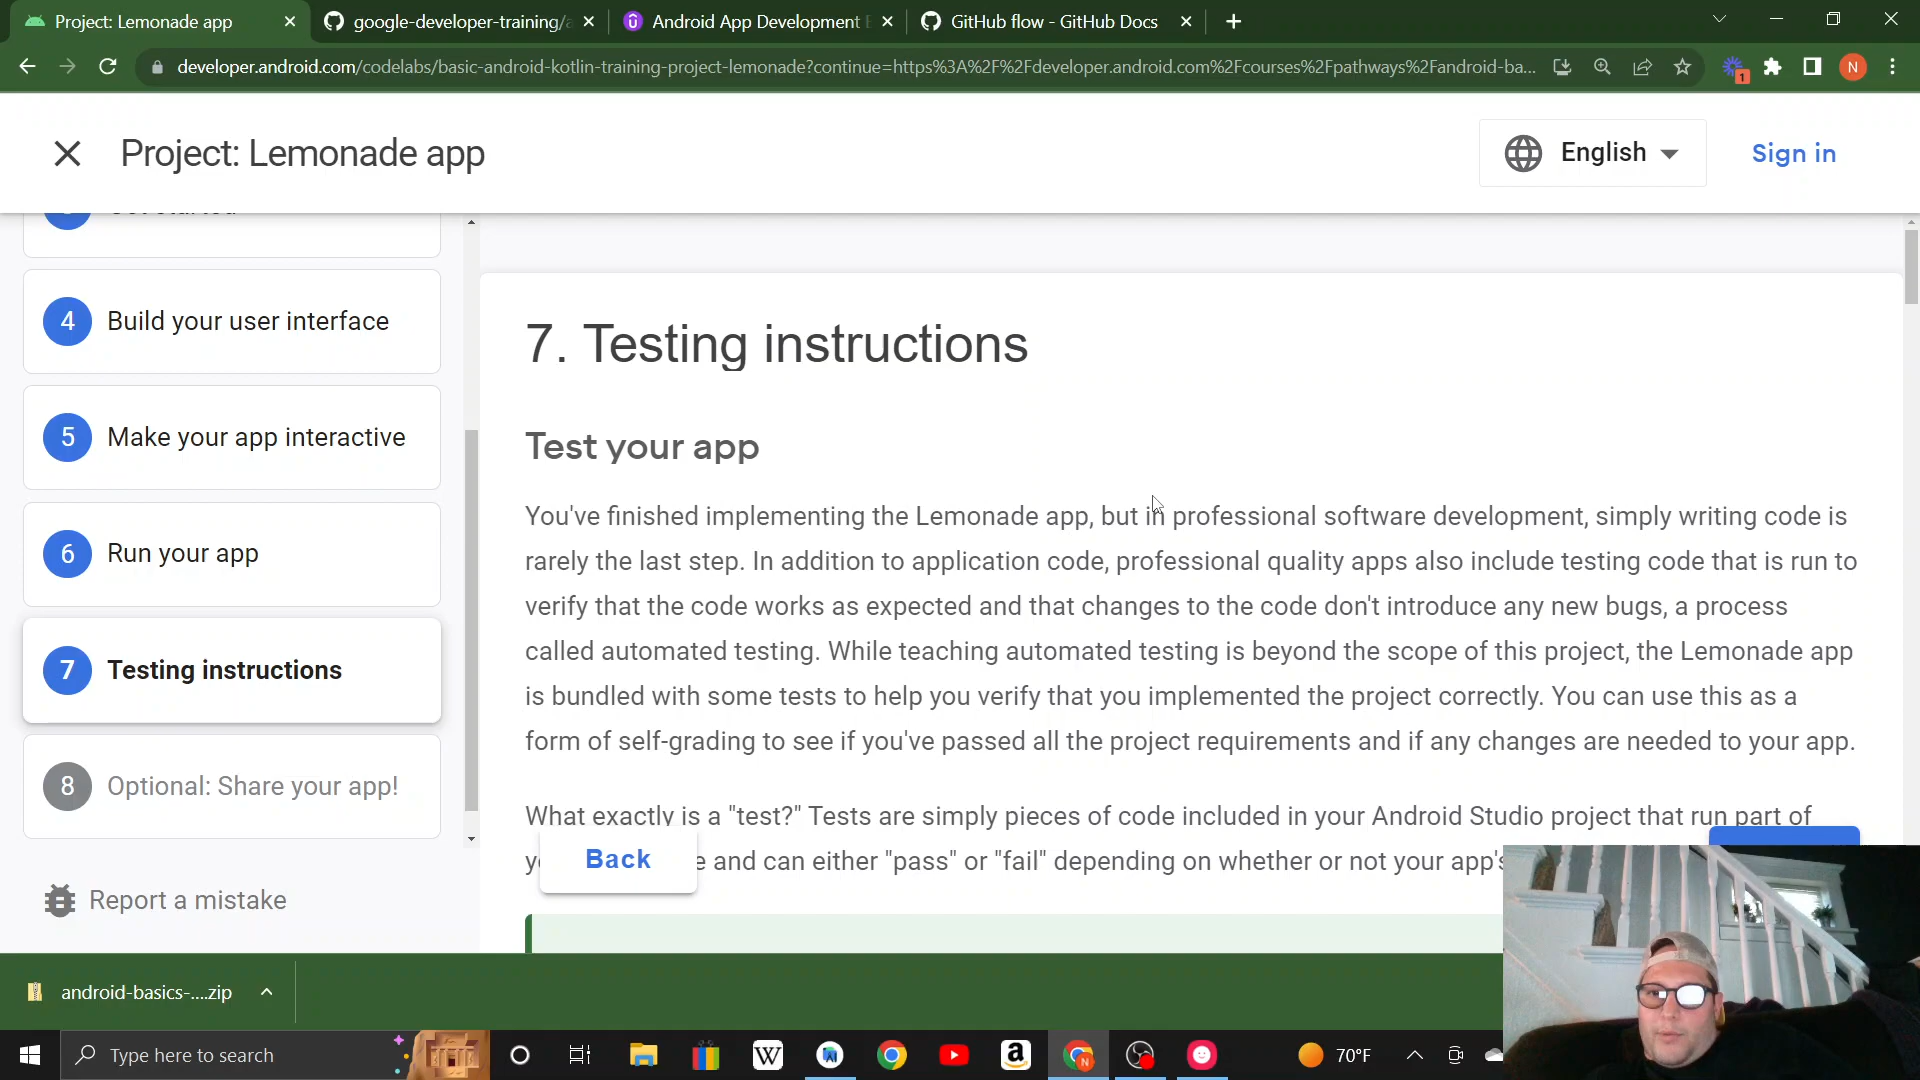 Project: Lemonade app
google-developer-training/a
Android App Development
GitHub flow - GitHub Docs
developer.android.com/codelabs/basic-android-kotlin-training-project-lemonade?continue=https%3A%2F%2Fdeveloper.android.com%2Fcourses%2Fpathways%2Fandroid-ba...
1
N
Project: Lemonade app
English
Sign in
4 Build your user interface
5 Make your app interactive
6 Run your app
7 Testing instructions
8 Optional: Share your app!
Report a mistake
7. Testing instructions
Test your app
You've finished implementing the Lemonade app, but in professional software development, simply writing code is
rarely the last step. In addition to application code, professional quality apps also include testing code that is run to
verify that the code works as expected and that changes to the code don't introduce any new bugs, a process
called automated testing. While teaching automated testing is beyond the scope of this project, the Lemonade app
is bundled with some tests to help you verify that you implemented the project correctly. You can use this as a
form of self-grading to see if you've passed all the project requirements and if any changes are needed to your app.
What exactly is a "test?" Tests are simply pieces of code included in your Android Studio project that run part of
and can either "pass" or "fail" depending on whether or not your app's
Back
android-basics-....zip
Type here to search
W
a
N
70°F